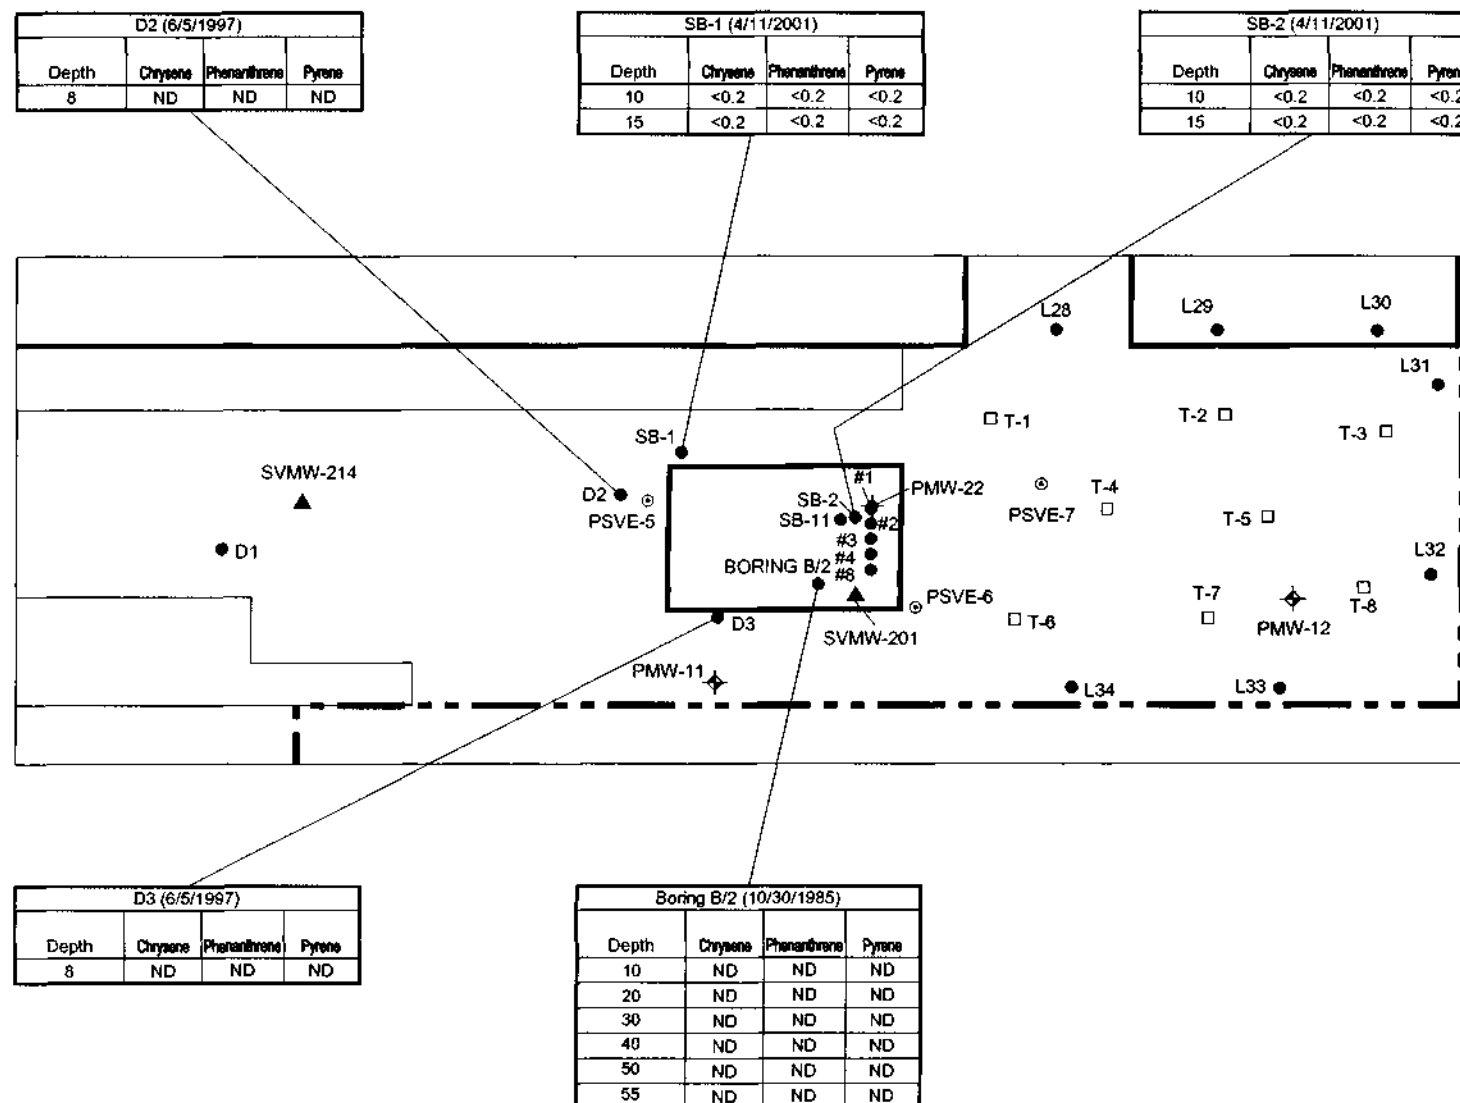 D2 (6/5/1997)
Depth Chrysene Phenanthrene Pyrene
8 ND ND ND
SB-1 (4/11/2001)
Depth Chrysene Phenanthrene Pyrene
10 <0.2 <0.2 <0.2
15 <0.2 <0.2 <0.2
SB-2 (4/11/2001)
Depth Chrysene Phenanthrene Pyren
10 <0.2 <0.2 <0.2
15 <0.2 <0.2 <0.2
L28
L29
L30
L31
T-1
T-2
T-3
SB-1
SVMW-214
D2
PSVE-5
#1
PMW-22
SB-2
SB-11
#2
#3
#4
#8
PSVE-7
T-4
T-5
D1
BORING B/2
L32
PSVE-6
T-6
T-7
T-8
PMW-12
D3
SVMW-201
PMW-11
L34
L33
D3 (6/5/1997)
Depth Chrysene Phenanthrene Pyrene
8 ND ND ND
Boring B/2 (10/30/1985)
Depth Chrysene Phenanthrene Pyrene
10 ND ND ND
20 ND ND ND
30 ND ND ND
40 ND ND ND
50 ND ND ND
55 ND ND ND